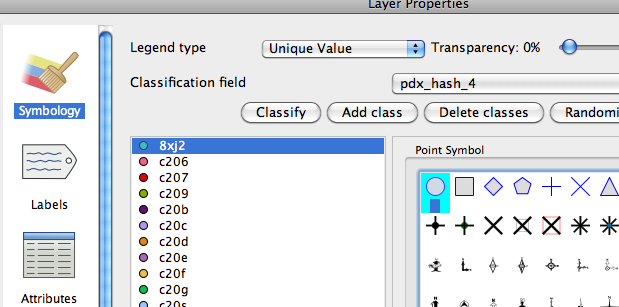 Layer Properties
Legend type Unique Value Transparency: 0%
Classification field pdx_hash_4
Symbology
Classify Add class Delete classes Randomi
8xj2
Point Symbol
c206
c207
c209
Labels
c20b
c20c
c20d
c20e
c20f
c20g
Attributes
c20s